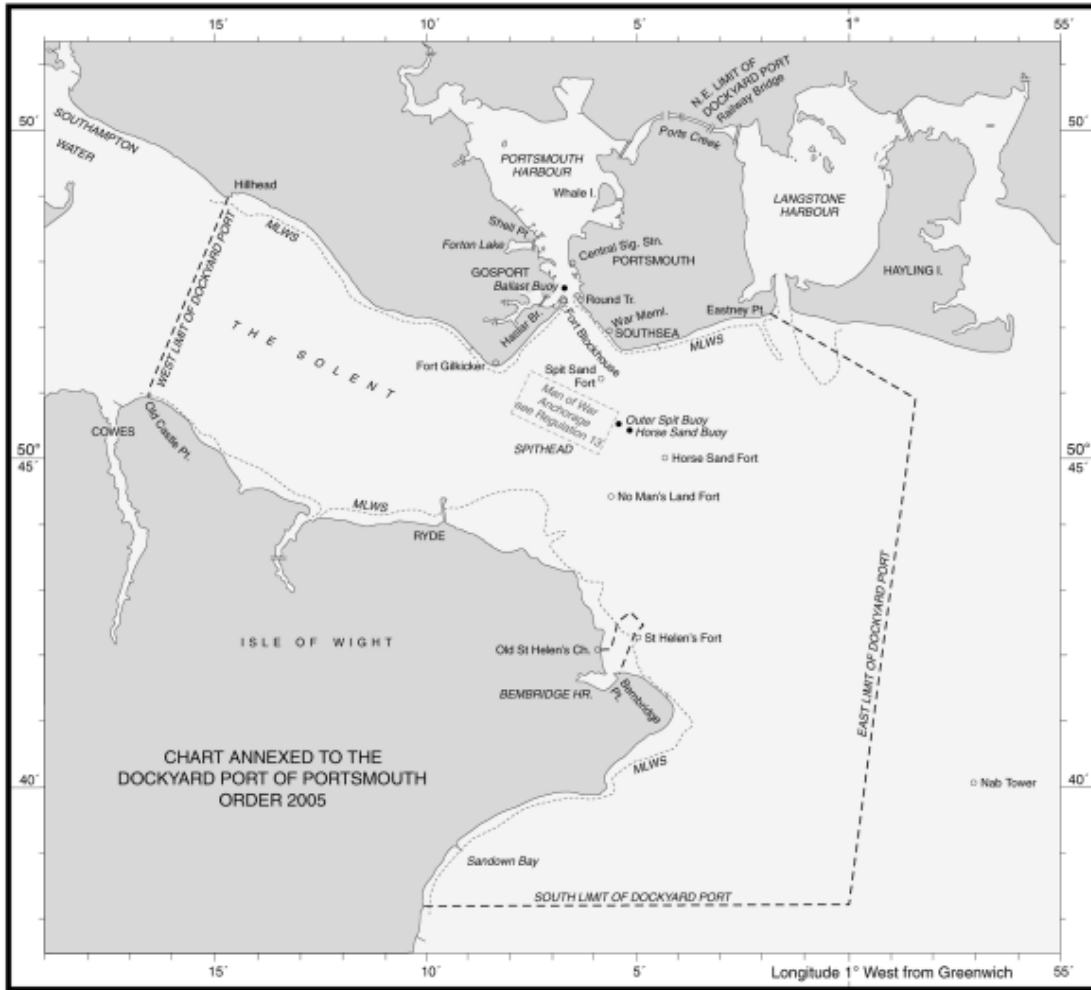 15´
10´
5´
1°
55´
50´
50´
SOUTHAMPTON
WATER
N.E. LIMIT OF
DOCKYARD PORT
Railway Bridge
Ports Creek
PORTSMOUTH
HARBOUR
Whale I.
LANGSTONE
HARBOUR
Hillhead
MLWS
Shell Pt.
Forton Lake
Central Sig. Stn.
PORTSMOUTH
GOSPORT
HAYLING I.
Ballast Buoy
Round Tr.
Eastney Pt.
War Meml.
SOUTHSEA
Haslar Br.
Fort Blockhouse
MLWS
WEST LIMIT OF DOCKYARD PORT
THE SOLENT
Fort Gilkicker
Spit Sand
Fort
Man of War
Anchorage
see Regulation 13
Outer Spit Buoy
Horse Sand Buoy
SPITHEAD
COWES
Old Castle Pt.
50°
45´
50°
45´
Horse Sand Fort
No Man's Land Fort
MLWS
RYDE
EAST LIMIT OF DOCKYARD PORT
ISLE OF WIGHT
St Helen's Fort
Old St Helen's Ch.
BEMBRIDGE HR.
Bembridge
Pt.
CHART ANNEXED TO THE
DOCKYARD PORT OF PORTSMOUTH
ORDER 2005
MLWS
40´
Nab Tower
40´
Sandown Bay
SOUTH LIMIT OF DOCKYARD PORT
Longitude 1° West from Greenwich
15´
10´
5´
1°
55´